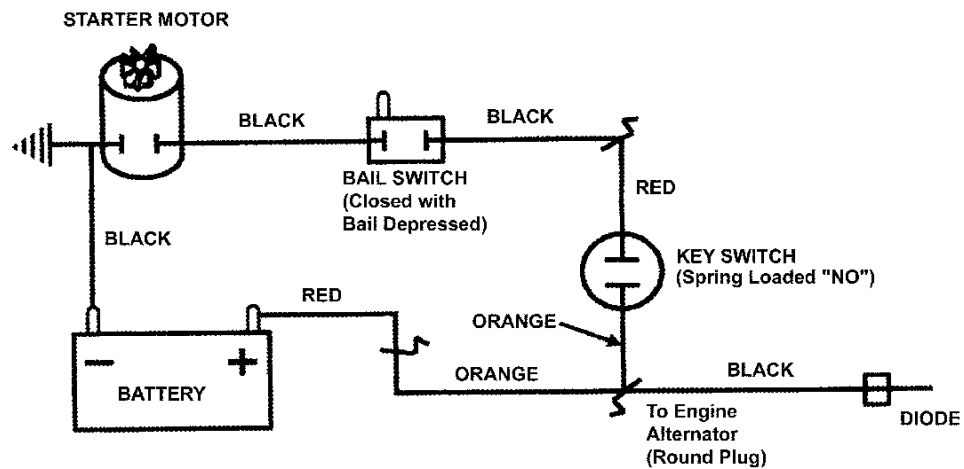 STARTER MOTOR
BLACK
BLACK
BAIL SWITCH
(Closed with
Bail Depressed)
RED
BLACK
KEY SWITCH
(Spring Loaded "NO")
RED
ORANGE
ORANGE
BLACK
− +
BATTERY
To Engine
Alternator
(Round Plug)
DIODE